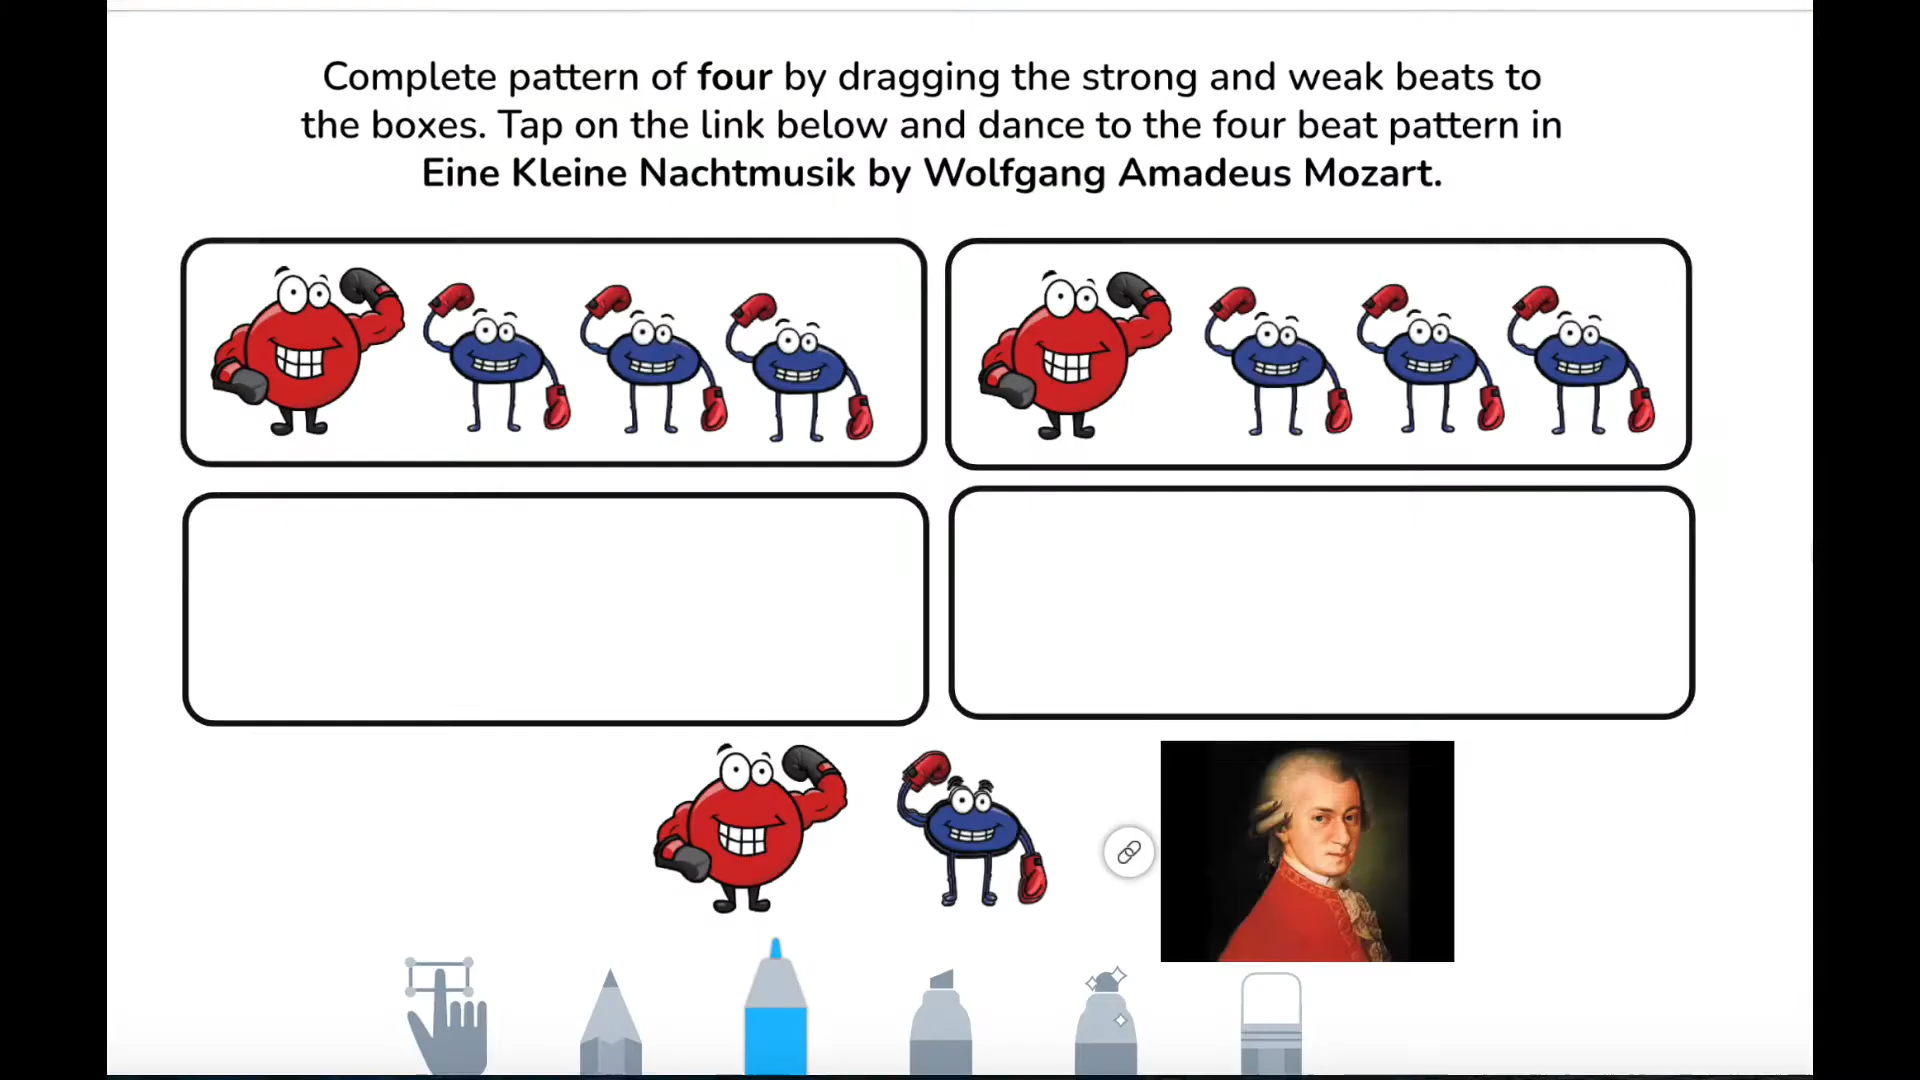 Complete pattern of four by dragging the strong and weak beats to
the boxes. Tap on the link below and dance to the four beat pattern in
Eine Kleine Nachtmusik by Wolfgang Amadeus Mozart.